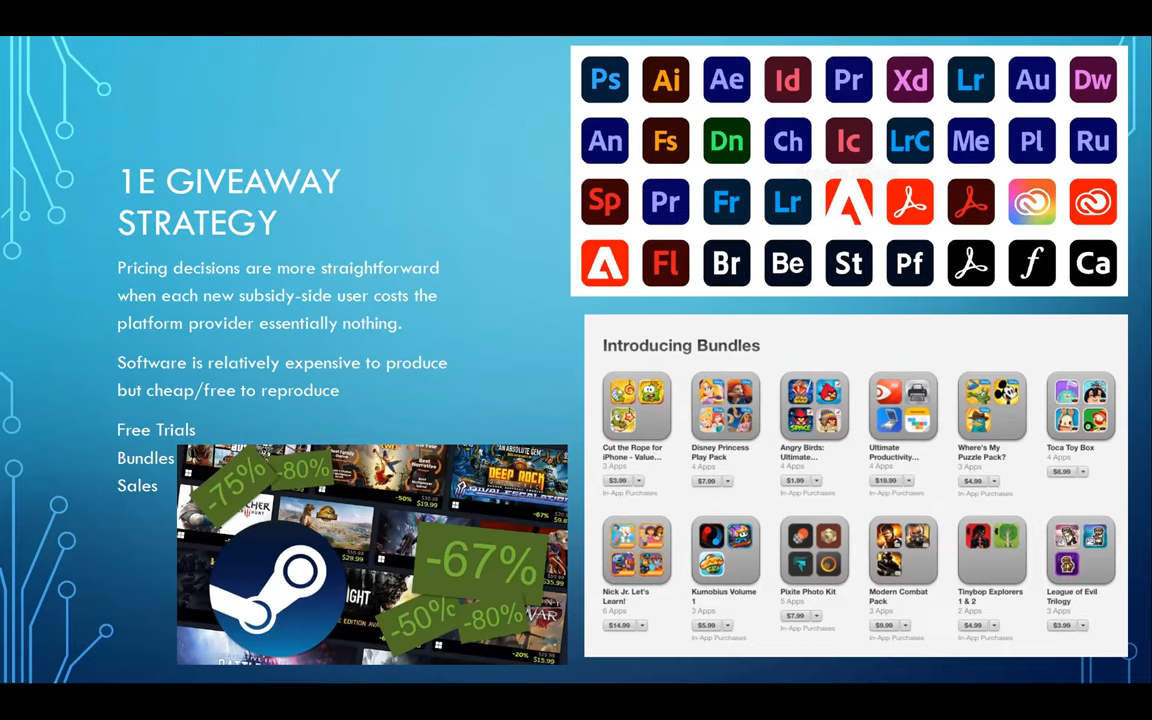 1E GIVEAWAY
STRATEGY
Pricing decisions are more straightforward
when each new subsidy-side user costs the
platform provider essentially nothing.
Software is relatively expensive to produce
but cheap/free to reproduce
Free Trials
Bundles
Sales
Ps Ai Ae Id Pr Xd Lr Au Dw
An Fs Dn Ch Ic LrC Me Pl Ru
Sp Pr Fr Lr
Fl Br Be St Pf f Ca
-75% -80%
-50%
DEEP ROCK
-67%
$29.99
-67%
-50% -80%
WAR
-20%
$15.99
Introducing Bundles
Cut the Rope for
iPhone - Value...
3 Apps
$3.99
In-App Purchases
Disney Princess
Play Pack
4 Apps
$7.99
Angry Birds:
Ultimate...
4 Apps
$1.99
In-App Purchases
Ultimate
Productivity...
4 Apps
$19.99
In-App Purchases
Where's My
Puzzle Pack?
3 Apps
$4.99
In-App Purchases
Toca Toy Box
4 Apps
$6.99
Nick Jr. Let's
Learn!
6 Apps
$14.99
Kumobius Volume
1
3 Apps
$5.99
In-App Purchases
Pixite Photo Kit
5 Apps
$7.99
In-App Purchases
Modern Combat
Pack
3 Apps
$9.99
In-App Purchases
Tinybop Explorers
1 & 2
2 Apps
$4.99
In-App Purchases
League of Evil
Trilogy
3 Apps
$3.99